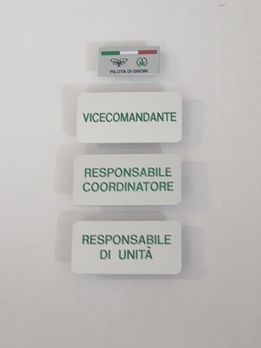 PILOTA DI DRONI
VICECOMANDANTE
RESPONSABILE
COORDINATORE
RESPONSABILE
DI UNITÀ